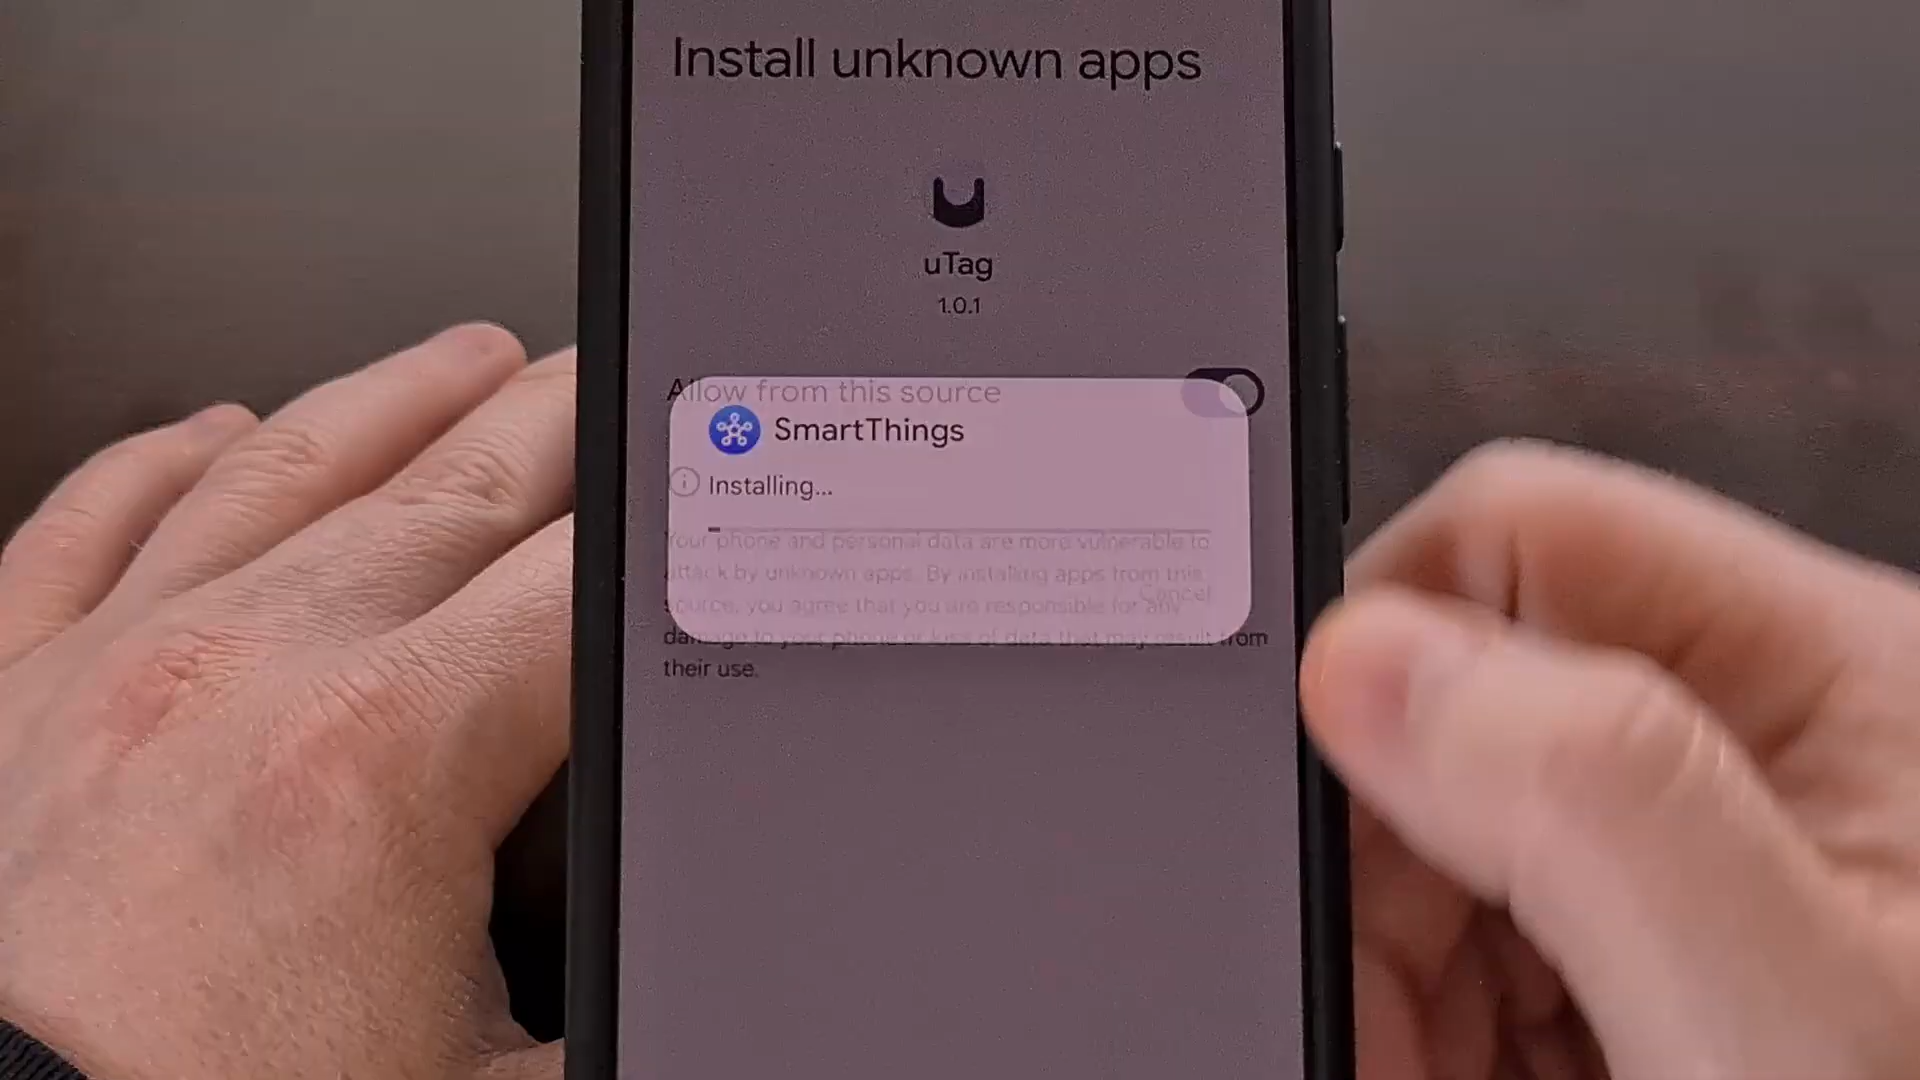 Install unknown apps
uTag
1.0.1
Allow from this source
SmartThings
Installing...
Your phone and personal data are more vulnerable to
attack by unknown apps. By installing apps from this
Cancel
source, you agree that you are responsible for any
damage to your phone or loss of data that may result from
their use.